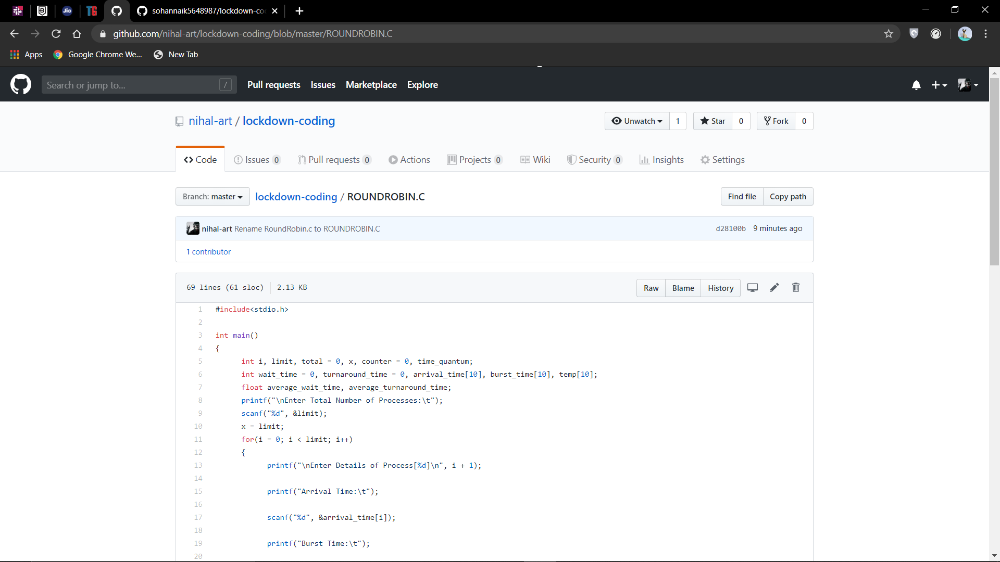 Jio TG sohannaik5648987/lockdown-co
github.com/nihal-art/lockdown-coding/blob/master/ROUNDROBIN.C
Apps Google Chrome We... New Tab
Search or jump to... / Pull requests Issues Marketplace Explore
nihal-art / lockdown-coding Unwatch 1 Star 0 Fork 0
Code Issues 0 Pull requests 0 Actions Projects 0 Wiki Security 0 Insights Settings
Branch: master lockdown-coding / ROUNDROBIN.C Find file Copy path
nihal-art Rename RoundRobin.c to ROUNDROBIN.C d28100b 9 minutes ago
1 contributor
69 lines (61 sloc) 2.13 KB Raw Blame History
1 #include<stdio.h>
2
3 int main()
4 {
5 int i, limit, total = 0, x, counter = 0, time_quantum;
6 int wait_time = 0, turnaround_time = 0, arrival_time[10], burst_time[10], temp[10];
7 float average_wait_time, average_turnaround_time;
8 printf("\nEnter Total Number of Processes:\t");
9 scanf("%d", &limit);
10 x = limit;
11 for(i = 0; i < limit; i++)
12 {
13 printf("\nEnter Details of Process[%d]\n", i + 1);
14
15 printf("Arrival Time:\t");
16
17 scanf("%d", &arrival_time[i]);
18
19 printf("Burst Time:\t");
20